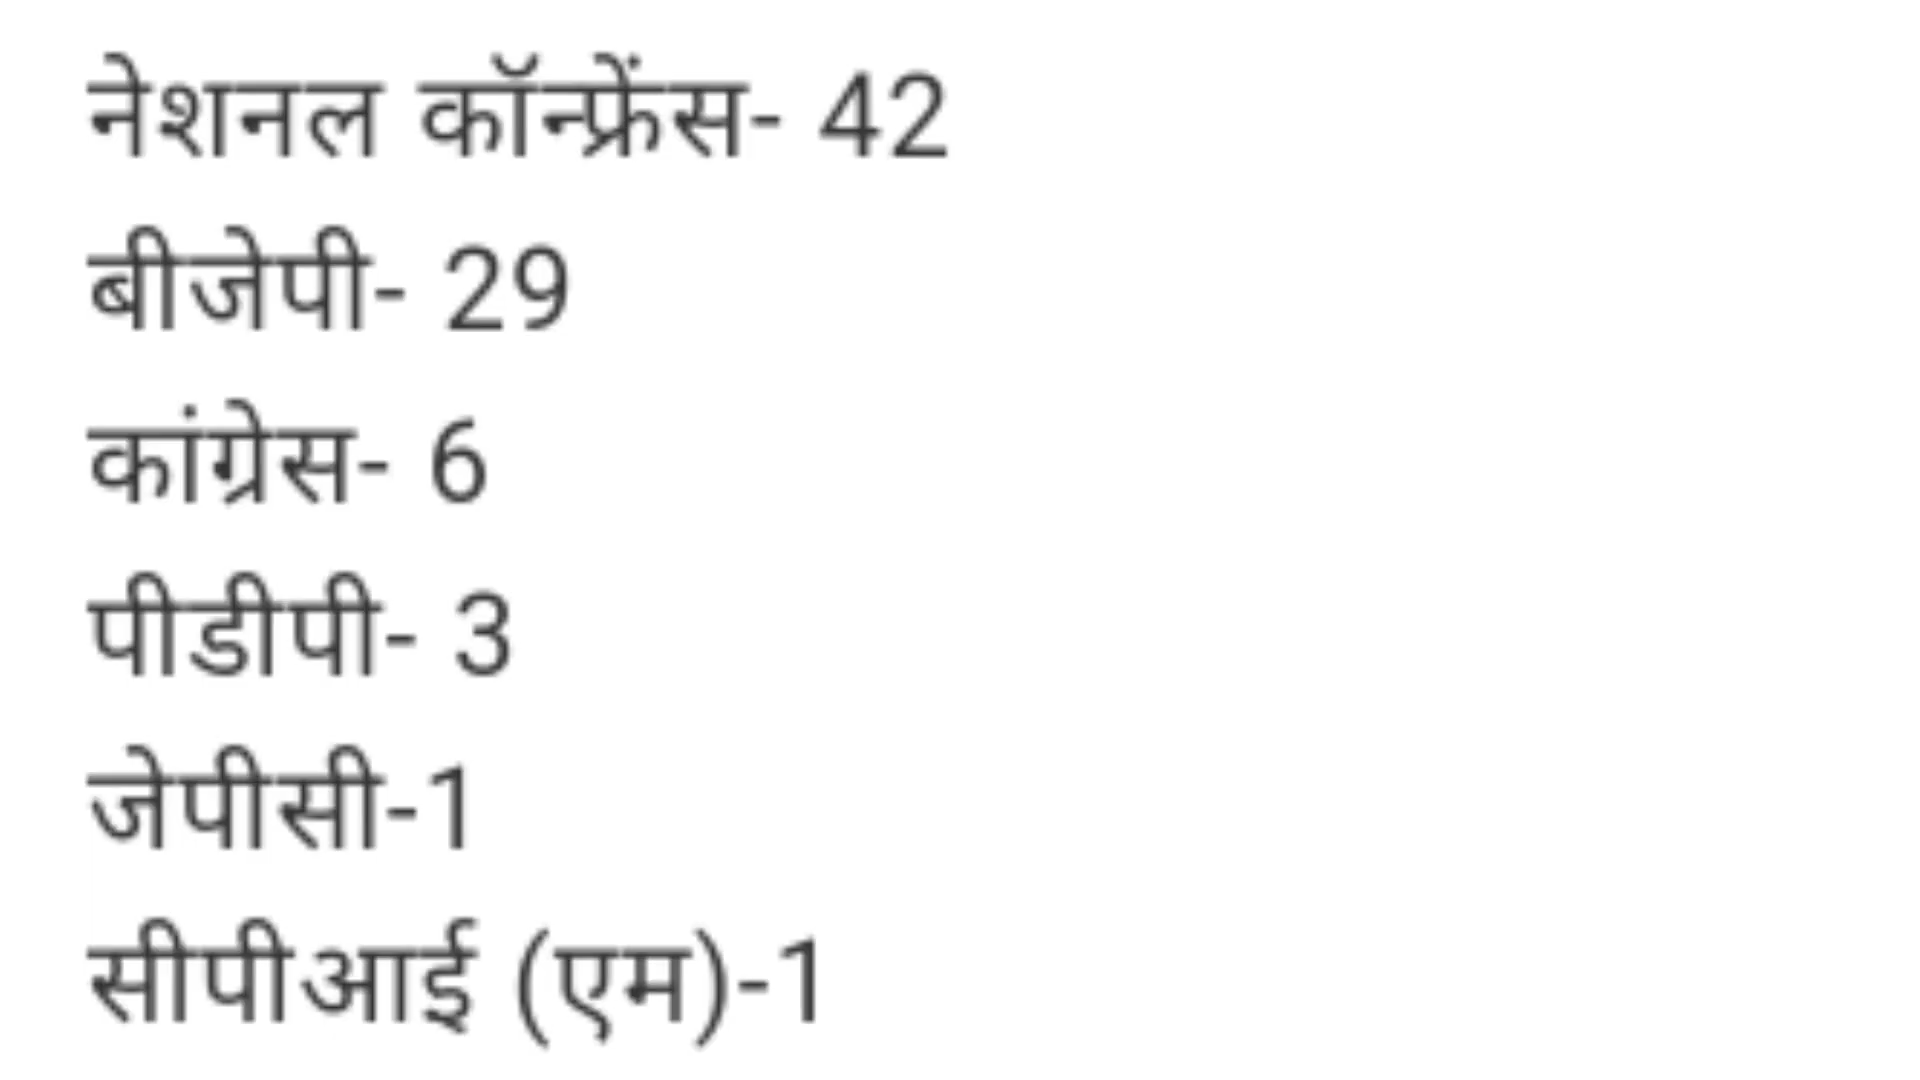 नेशनल कॉन्फ्रेंस- 42
बीजेपी- 29
कांग्रेस- 6
पीडीपी- 3
जेपीसी-1
सीपीआई (एम)-1